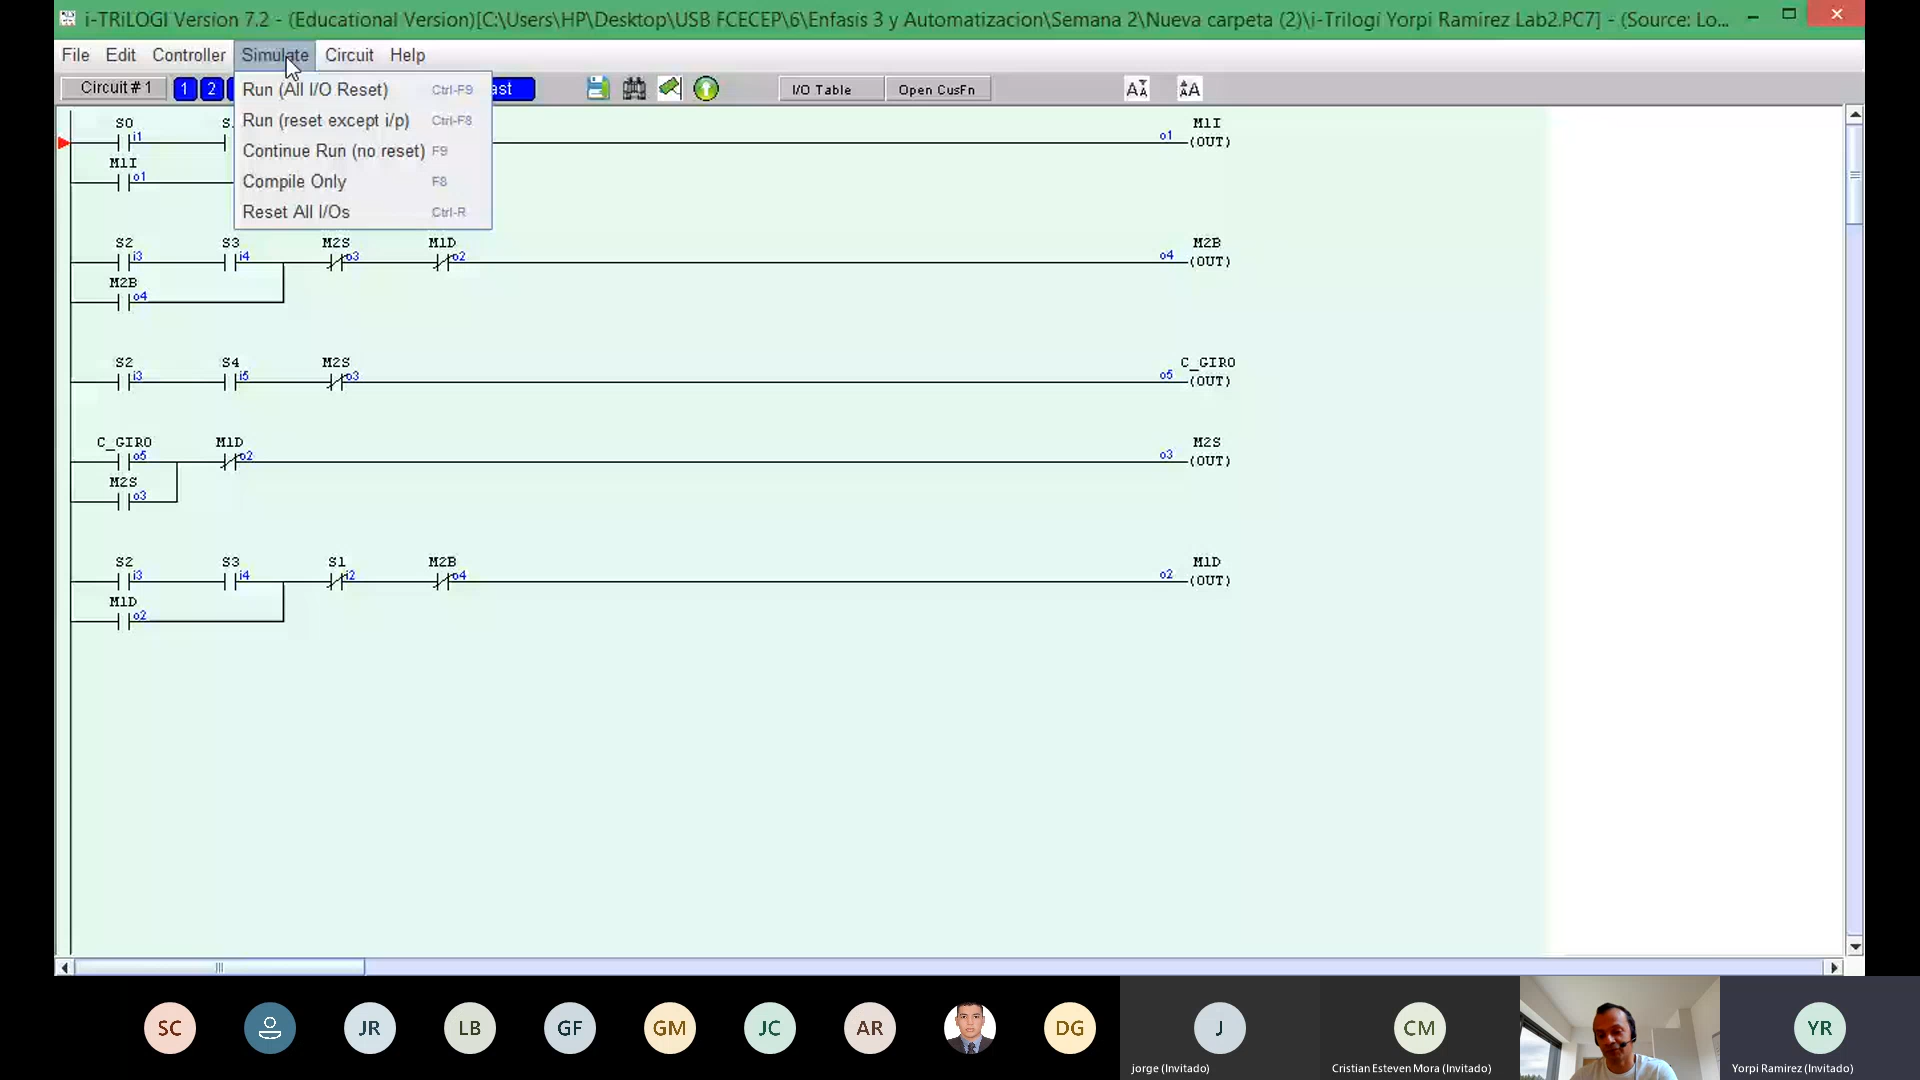 i-TRiLOGI Version 7.2 - (Educational Version)[C:\Users\HP\Desktop\USB FCECEP\6\Enfasis 3 y Automatizacion\Semana 2\Nueva carpeta (2)\i-Trilogi Yorpi Ramirez Lab2.PC7] - (Source: Lo...
File Edit Controller Simulate Circuit Help
Circuit # 1 1 2 ast I/O Table Open CusFn
Run (All I/O Reset) Ctrl-F9
Run (reset except i/p) Ctrl-F8
Continue Run (no reset) F9
Compile Only F8
Reset All I/Os Ctrl-R
S0 S M1I
i1 o1 (OUT)
M1I
o1
S2 S3 M2S M1D M2B
i3 i4 o3 o2 o4 (OUT)
M2B
o4
S2 S4 M2S C_GIRO
i3 i5 o3 o5 (OUT)
C_GIRO M1D M2S
o5 o2 o3 (OUT)
M2S
o3
S2 S3 S1 M2B M1D
i3 i4 i2 o4 o2 (OUT)
M1D
o2
SC JR LB GF GM JC AR DG J CM YR
jorge (Invitado) Cristian Esteven Mora (Invitado) Yorpi Ramirez (Invitado)